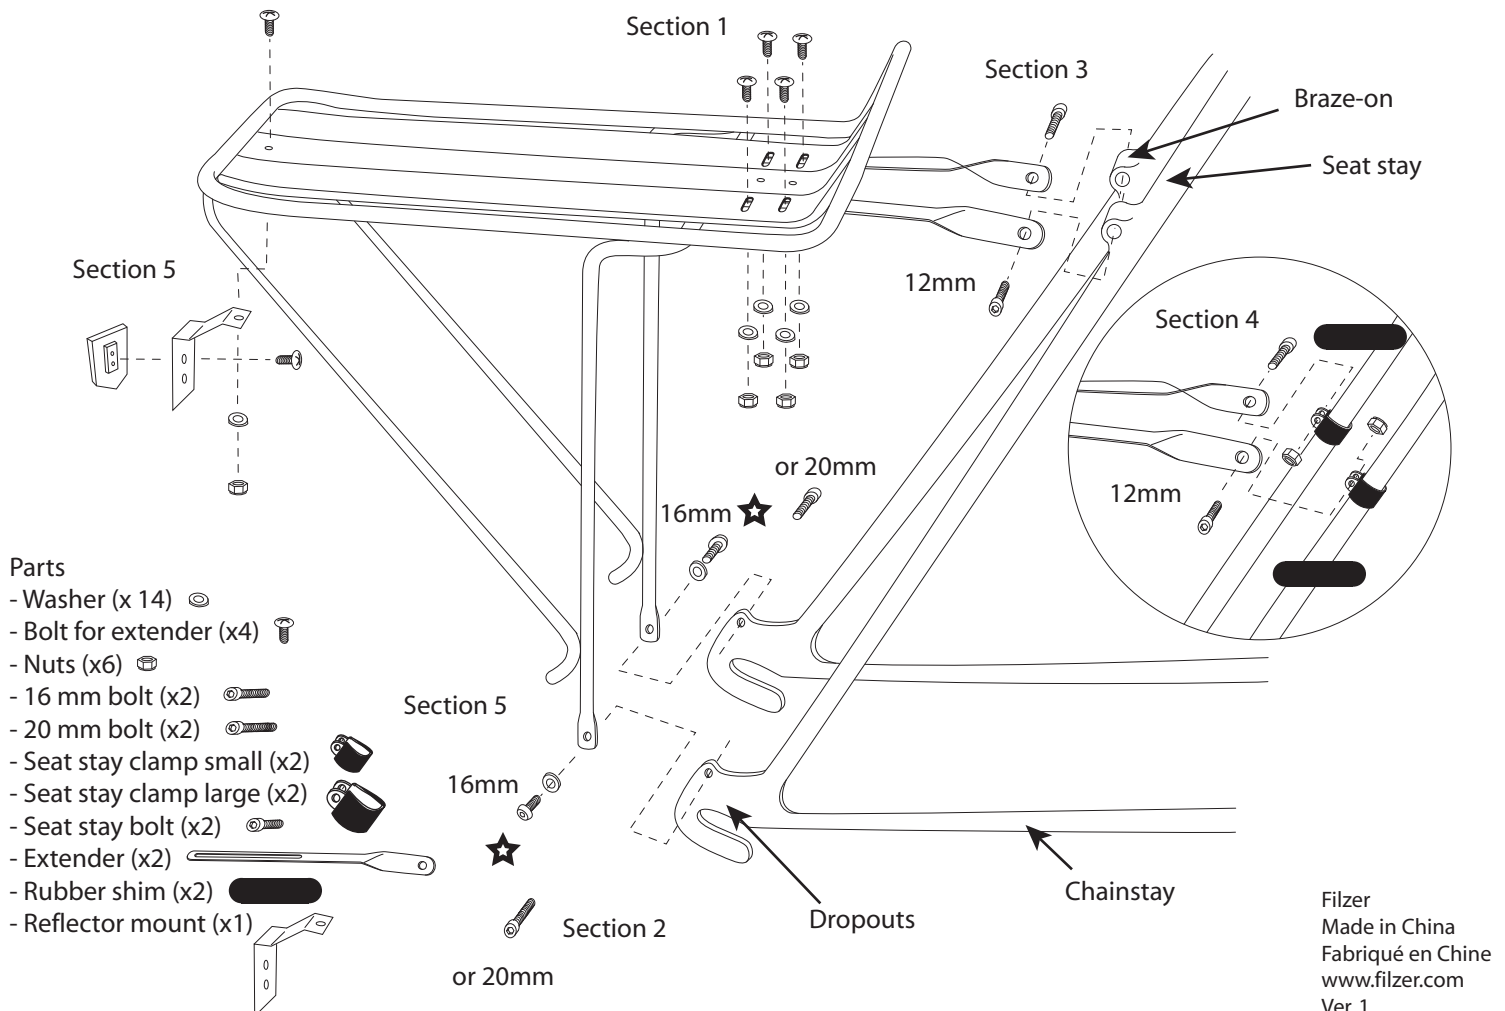 Section 1
Section 3
Braze-on
Seat stay
Section 5
12mm
Section 4
12mm
or 20mm
16mm
Parts
- Washer (x 14)
- Bolt for extender (x4)
- Nuts (x6)
- 16 mm bolt (x2)
- 20 mm bolt (x2)
- Seat stay clamp small (x2)
- Seat stay clamp large (x2)
- Seat stay bolt (x2)
- Extender (x2)
- Rubber shim (x2)
- Reflector mount (x1)
Section 5
16mm
Section 2
or 20mm
Dropouts
Chainstay
Filzer
Made in China
Fabriqué en Chine
www.filzer.com
Ver. 1